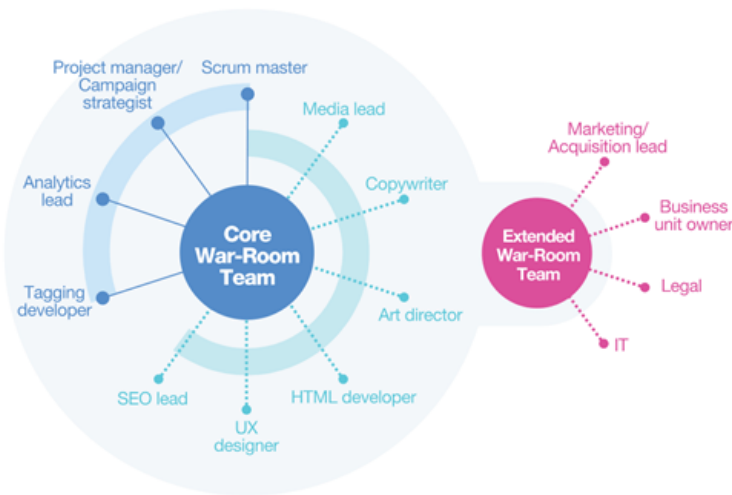 Project manager/
Campaign
strategist
Scrum master
Media lead
Copywriter
Analytics
lead
Core
War-Room
Team
Tagging
developer
Art director
SEO lead
UX
designer
HTML developer
Marketing/
Acquisition lead
Business
unit owner
Extended
War-Room
Team
Legal
IT